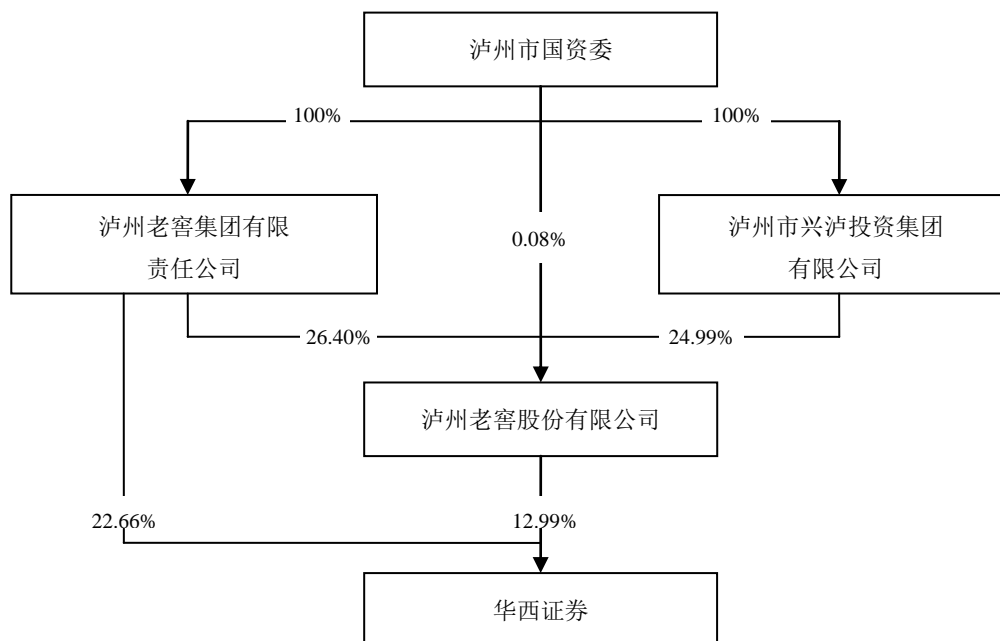 泸州市国资委
100%
100%
泸州老窖集团有限
责任公司
0.08%
泸州市兴泸投资集团
有限公司
26.40%
24.99%
泸州老窖股份有限公司
22.66%
12.99%
华西证券